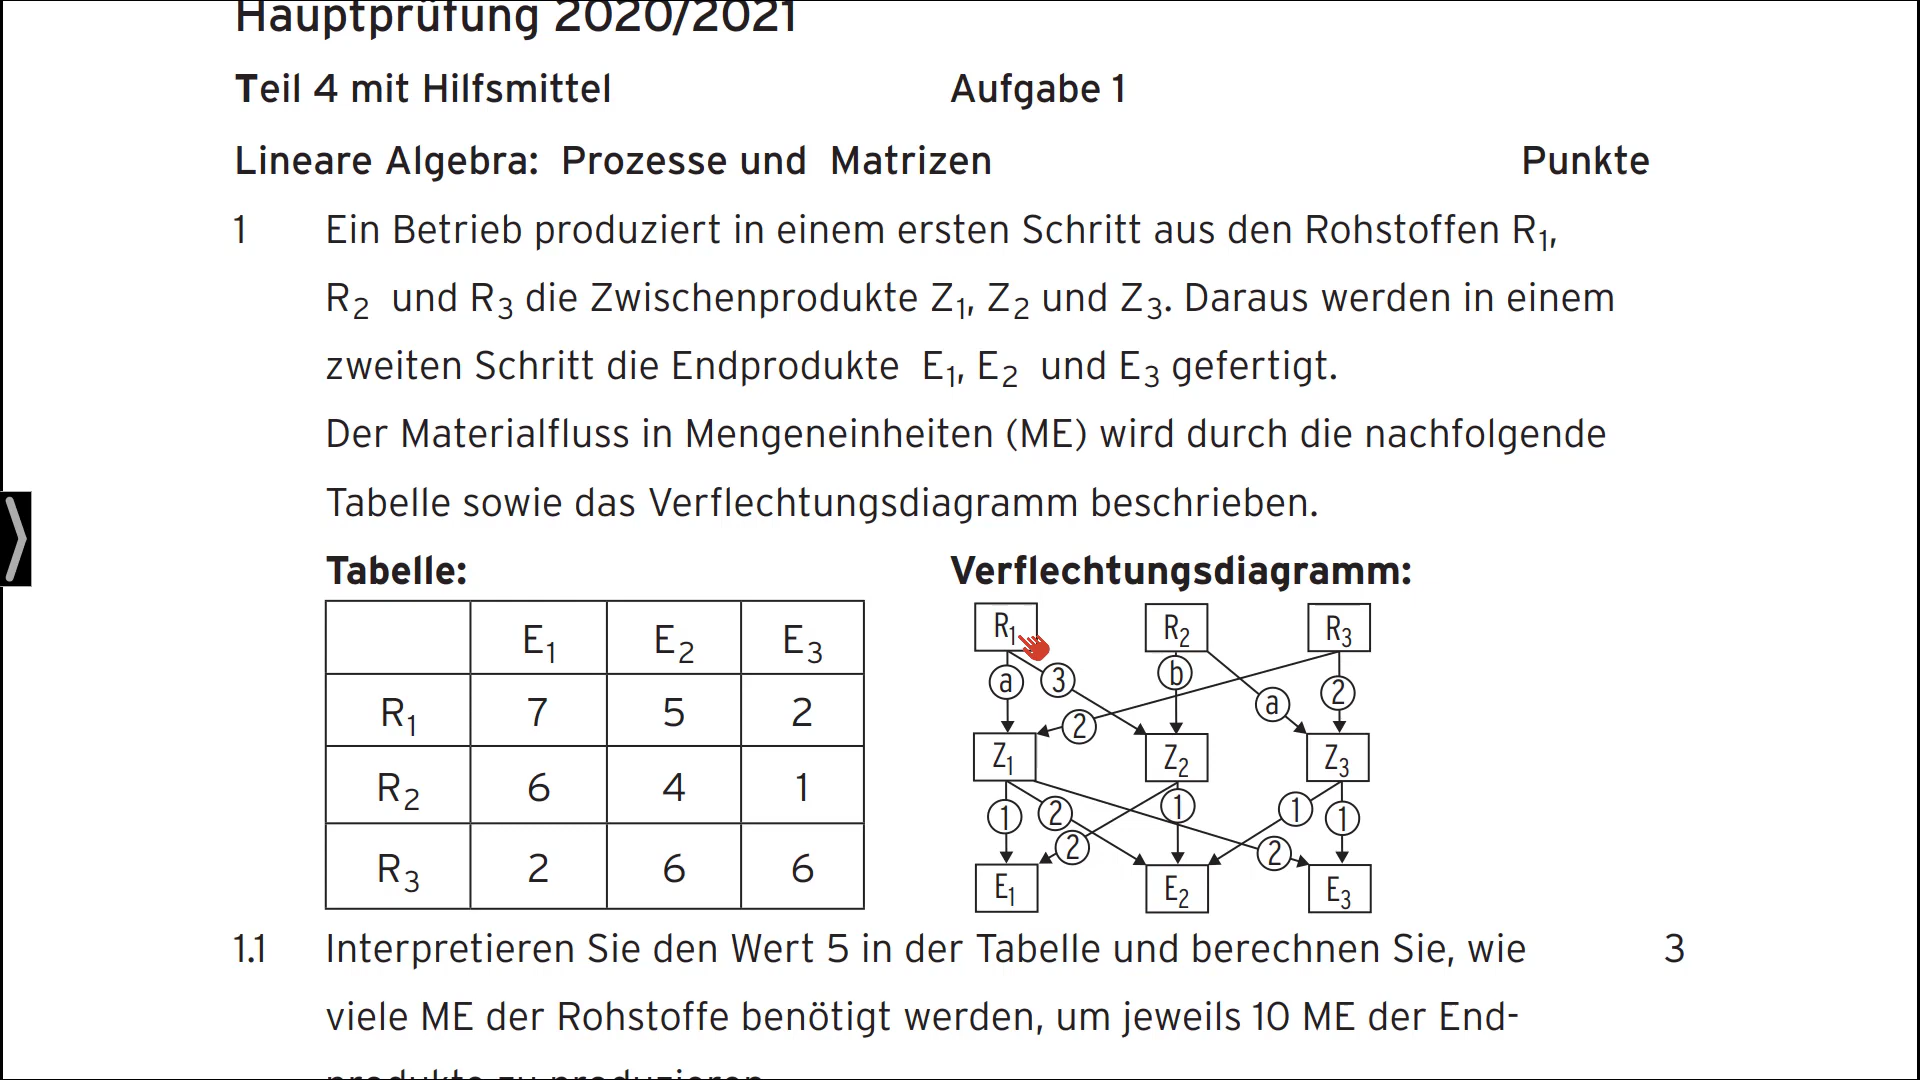 Hauptprüfung 2020/2021
Teil 4 mit Hilfsmittel Aufgabe 1
Lineare Algebra: Prozesse und Matrizen Punkte
1 Ein Betrieb produziert in einem ersten Schritt aus den Rohstoffen R1,
R2 und R3 die Zwischenprodukte Z1, Z2 und Z3. Daraus werden in einem
zweiten Schritt die Endprodukte E1, E2 und E3 gefertigt.
Der Materialfluss in Mengeneinheiten (ME) wird durch die nachfolgende
Tabelle sowie das Verflechtungsdiagramm beschrieben.
Tabelle:
E1 E2 E3
R1 7 5 2
R2 6 4 1
R3 2 6 6
Verflechtungsdiagramm:
R1 R2 R3
a 3 b a 2
2
Z1 Z2 Z3
1 2 1 1 1
2 2
E1 E2 E3
1.1 Interpretieren Sie den Wert 5 in der Tabelle und berechnen Sie, wie 3
viele ME der Rohstoffe benötigt werden, um jeweils 10 ME der End-
produkte zu produzieren